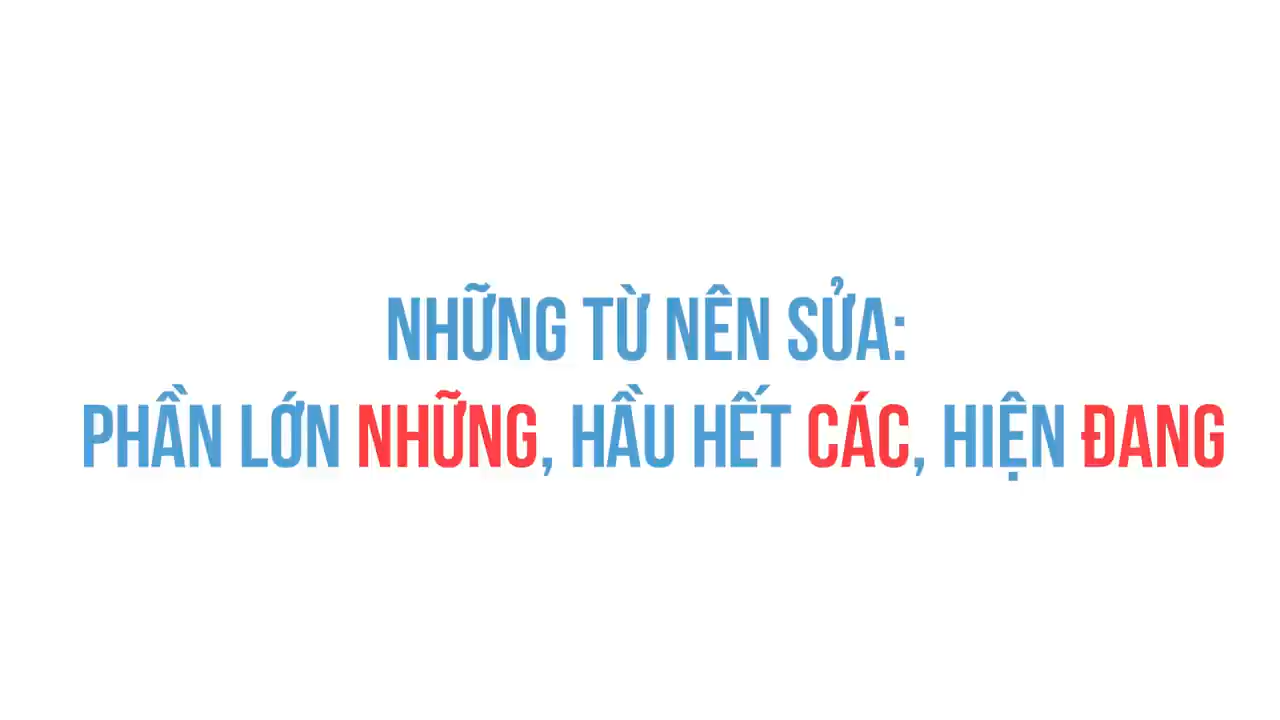 NHỮNG TỪ NÊN SỬA:
PHẦN LỚN NHỮNG, HẦU HẾT CÁC, HIỆN ĐANG